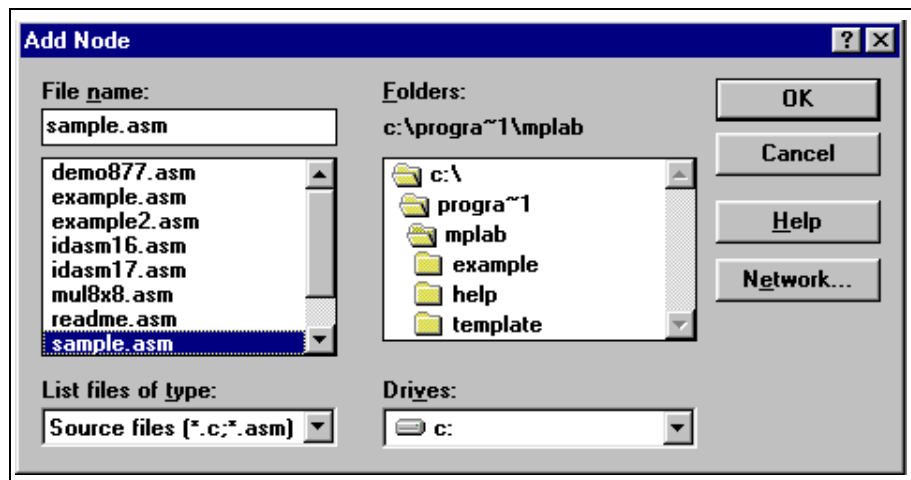 Add Node
File name:
sample.asm
demo877.asm
example.asm
example2.asm
idasm16.asm
idasm17.asm
mul8x8.asm
readme.asm
sample.asm
List files of type:
Source files (*.c;*.asm)
Folders:
c:\progra~1\mplab
c:\
progra~1
mplab
example
help
template
Drives:
c:
OK
Cancel
Help
Network...